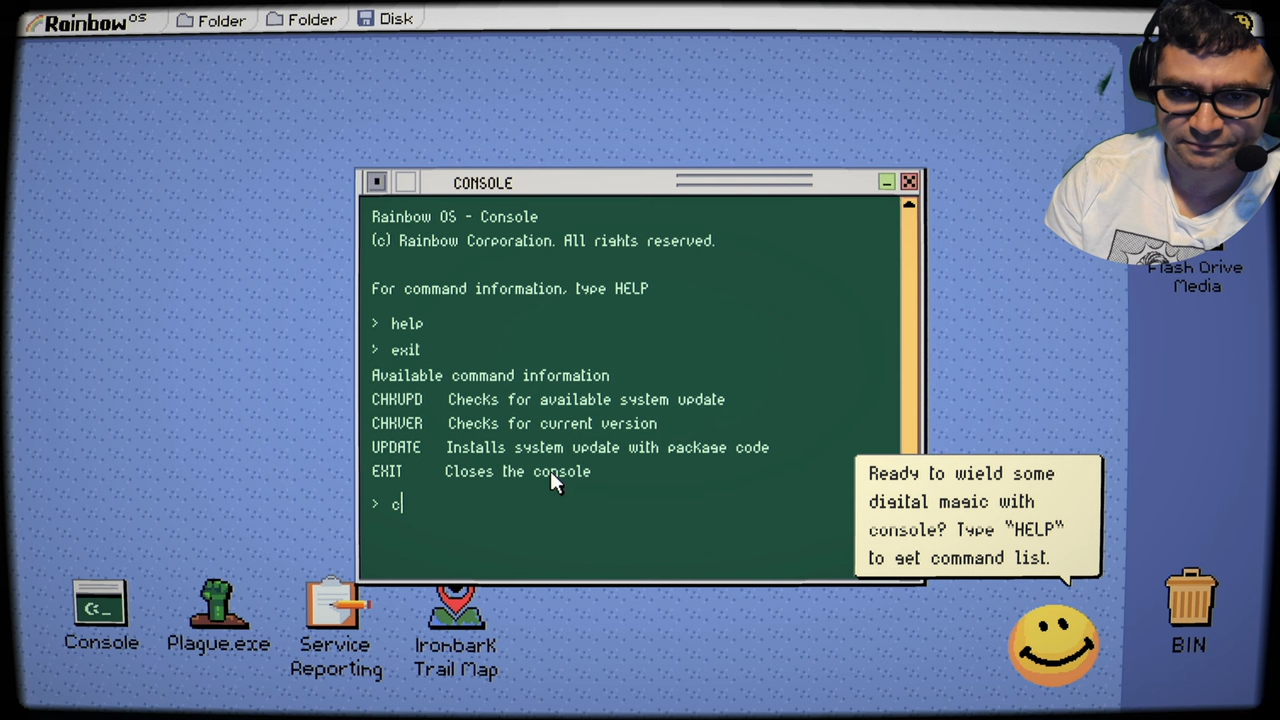 Rainbow OS
Folder
Folder
Disk
CONSOLE
Rainbow OS - Console
(c) Rainbow Corporation. All rights reserved.
For command information, type HELP
> help
> exit
Available command information
CHKUPD Checks for available system update
CHKVER Checks for current version
UPDATE Installs system update with package code
EXIT Closes the console
> c
Ready to wield some
digital magic with
console? Type "HELP"
to get command list.
Flash Drive
Media
Console
Plague.exe
Service
Reporting
Ironbark
Trail Map
BIN